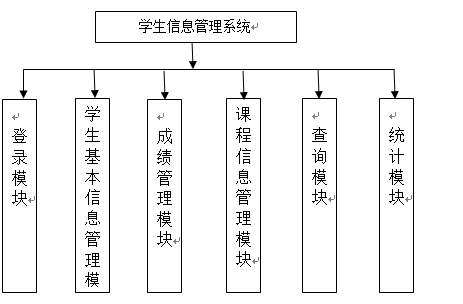 学生信息管理系统
登录模块
学生基本信息管理模
成绩管理模块
课程信息管理模块
查询模块
统计模块